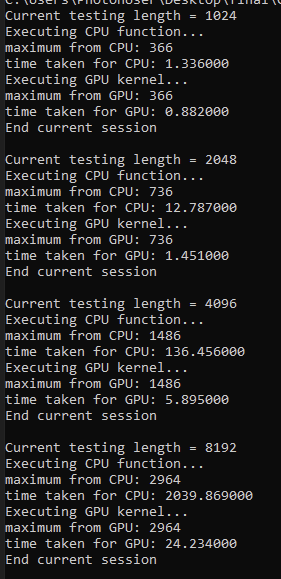 C:\Users\PhotonUser\Desktop\final\
Current testing length = 1024
Executing CPU function...
maximum from CPU: 366
time taken for CPU: 1.336000
Executing GPU kernel...
maximum from GPU: 366
time taken for GPU: 0.882000
End current session
Current testing length = 2048
Executing CPU function...
maximum from CPU: 736
time taken for CPU: 12.787000
Executing GPU kernel...
maximum from GPU: 736
time taken for GPU: 1.451000
End current session
Current testing length = 4096
Executing CPU function...
maximum from CPU: 1486
time taken for CPU: 136.456000
Executing GPU kernel...
maximum from GPU: 1486
time taken for GPU: 5.895000
End current session
Current testing length = 8192
Executing CPU function...
maximum from CPU: 2964
time taken for CPU: 2039.869000
Executing GPU kernel...
maximum from GPU: 2964
time taken for GPU: 24.234000
End current session